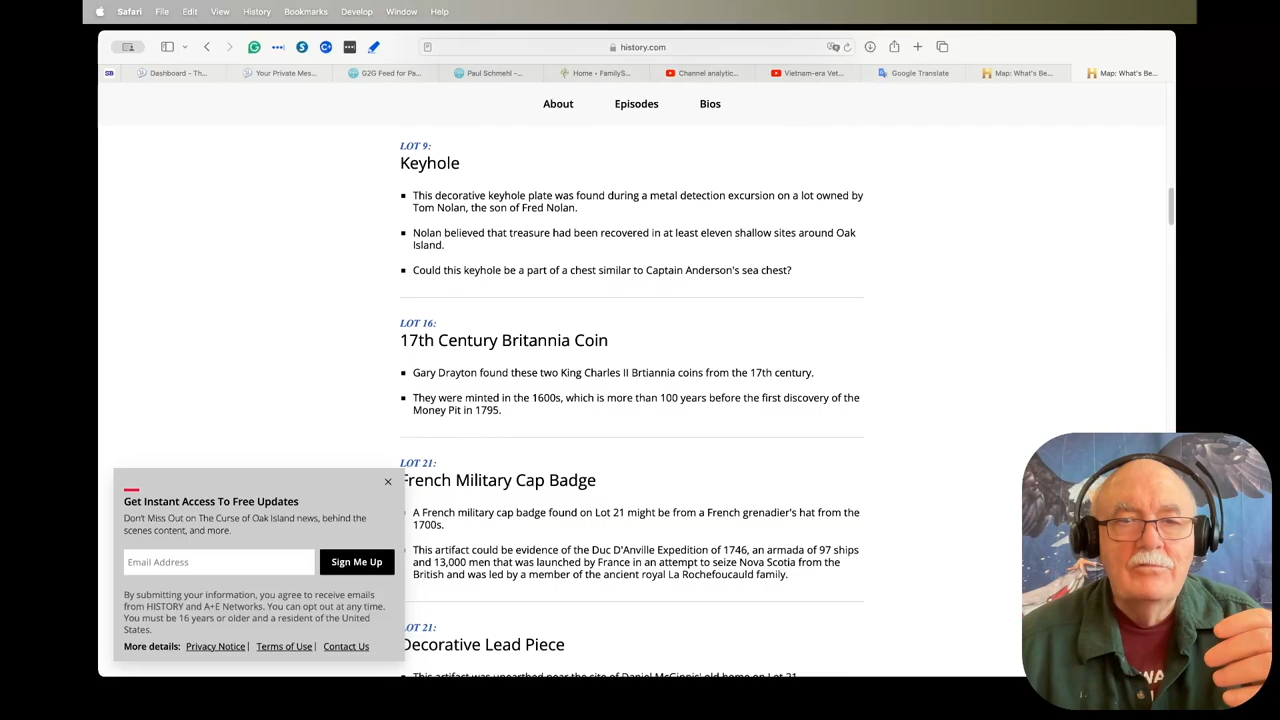 Safari File Edit View History Bookmarks Develop Window Help
history.com
SB Dashboard - Th... Your Private Mes... G2G Feed for Pa... Paul Schmehl -... Home • FamilyS... Channel analytic... Vietnam-era Vet... Google Translate Map: What's Be... Map: What's Be...
About Episodes Bios
LOT 9:
Keyhole
This decorative keyhole plate was found during a metal detection excursion on a lot owned by
Tom Nolan, the son of Fred Nolan.
Nolan believed that treasure had been recovered in at least eleven shallow sites around Oak
Island.
Could this keyhole be a part of a chest similar to Captain Anderson's sea chest?
LOT 16:
17th Century Britannia Coin
Gary Drayton found these two King Charles II Brtiannia coins from the 17th century.
They were minted in the 1600s, which is more than 100 years before the first discovery of the
Money Pit in 1795.
LOT 21:
French Military Cap Badge
A French military cap badge found on Lot 21 might be from a French grenadier's hat from the
1700s.
This artifact could be evidence of the Duc D'Anville Expedition of 1746, an armada of 97 ships
and 13,000 men that was launched by France in an attempt to seize Nova Scotia from the
British and was led by a member of the ancient royal La Rochefoucauld family.
LOT 21:
Decorative Lead Piece
This artifact was unearthed near the site of Daniel McGinnis' old home on Lot 21.
Get Instant Access To Free Updates
Don't Miss Out on The Curse of Oak Island news, behind the
scenes content, and more.
Email Address Sign Me Up
By submitting your information, you agree to receive emails
from HISTORY and A+E Networks. You can opt out at any time.
You must be 16 years or older and a resident of the United
States.
More details: Privacy Notice | Terms of Use | Contact Us